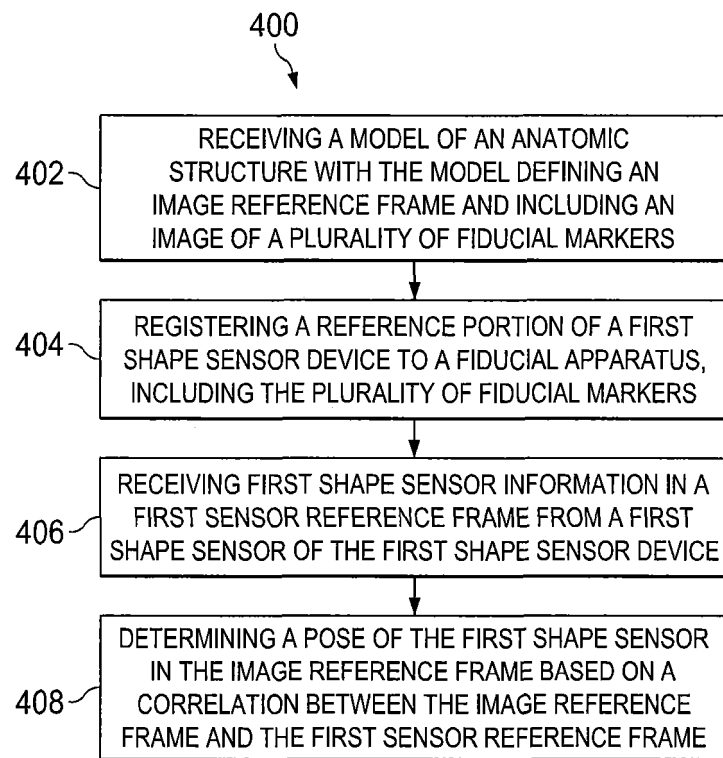 400
402
RECEIVING A MODEL OF AN ANATOMIC
STRUCTURE WITH THE MODEL DEFINING AN
IMAGE REFERENCE FRAME AND INCLUDING AN
IMAGE OF A PLURALITY OF FIDUCIAL MARKERS
404
REGISTERING A REFERENCE PORTION OF A FIRST
SHAPE SENSOR DEVICE TO A FIDUCIAL APPARATUS,
INCLUDING THE PLURALITY OF FIDUCIAL MARKERS
406
RECEIVING FIRST SHAPE SENSOR INFORMATION IN A
FIRST SENSOR REFERENCE FRAME FROM A FIRST
SHAPE SENSOR OF THE FIRST SHAPE SENSOR DEVICE
408
DETERMINING A POSE OF THE FIRST SHAPE SENSOR
IN THE IMAGE REFERENCE FRAME BASED ON A
CORRELATION BETWEEN THE IMAGE REFERENCE
FRAME AND THE FIRST SENSOR REFERENCE FRAME